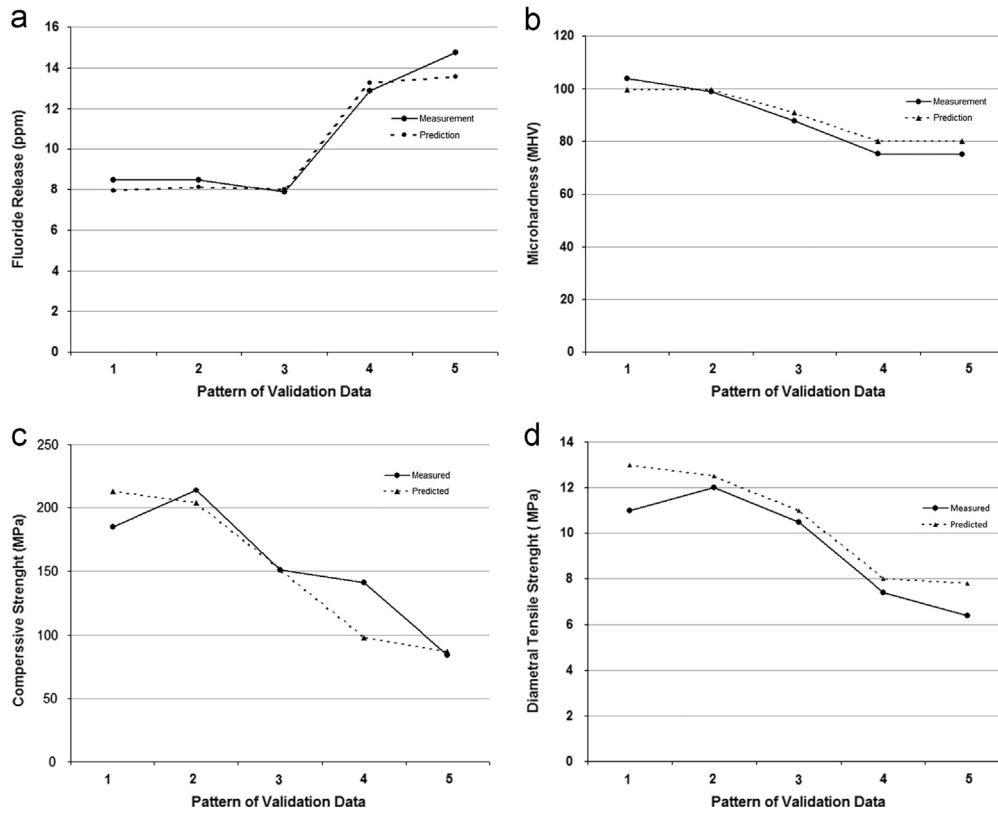 a
16
14
12
10
8
6
4
2
0
Fluoride Release (ppm)
Measurement
Prediction
1 2 3 4 5
Pattern of Validation Data
b
120
100
80
60
40
20
0
Microhardness (MHV)
Measurement
Prediction
1 2 3 4 5
Pattern of Validation Data
c
250
200
150
100
50
0
Comperssive Strenght (MPa)
Measured
Predicted
1 2 3 4 5
Pattern of Validation Data
d
14
12
10
8
6
4
2
0
Diametral Tensile Strenght ( MPa)
Measured
Predicted
1 2 3 4 5
Pattern of Validation Data